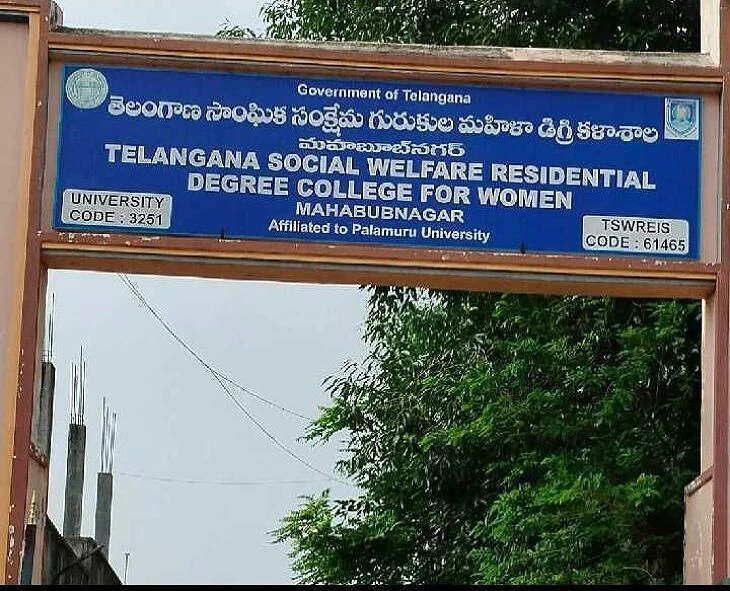 Government of Telangana
తెలంగాణ సాంఘిక సంక్షేమ గురుకుల మహిళా డిగ్రి కళాశాల
మహబూబ్‌నగర్
TELANGANA SOCIAL WELFARE RESIDENTIAL
DEGREE COLLEGE FOR WOMEN
MAHABUBNAGAR
Affiliated to Palamuru University
UNIVERSITY
CODE : 3251
TSWREIS
CODE : 61465